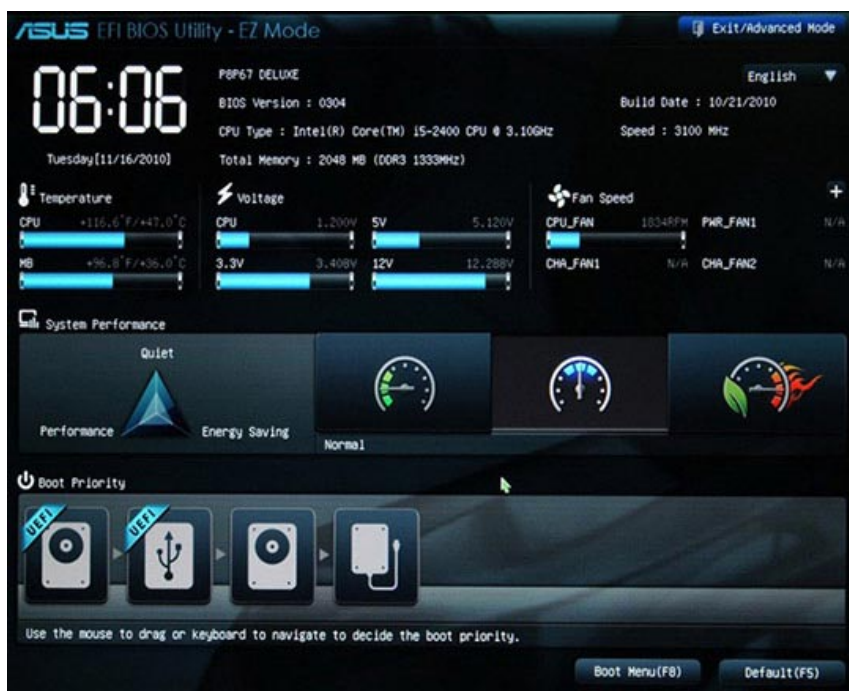 ASUS EFI BIOS Utility - EZ Mode
Exit/Advanced Mode
06:06
Tuesday[11/16/2010]
P8P67 DELUXE
English
BIOS Version : 0304
Build Date : 10/21/2010
CPU Type : Intel(R) Core(TM) i5-2400 CPU @ 3.10GHz
Speed : 3100 MHz
Total Memory : 2048 MB (DDR3 1333MHz)
Temperature
CPU +116.6°F/+47.0°C
MB +96.8°F/+36.0°C
Voltage
CPU 1.200V 5V 5.120V
3.3V 3.408V 12V 12.288V
Fan Speed
CPU_FAN 1834RPM PWR_FAN1 N/A
CHA_FAN1 N/A CHA_FAN2 N/A
System Performance
Quiet
Performance Energy Saving
Normal
Boot Priority
UEFI UEFI
Use the mouse to drag or keyboard to navigate to decide the boot priority.
Boot Menu(F8) Default(F5)